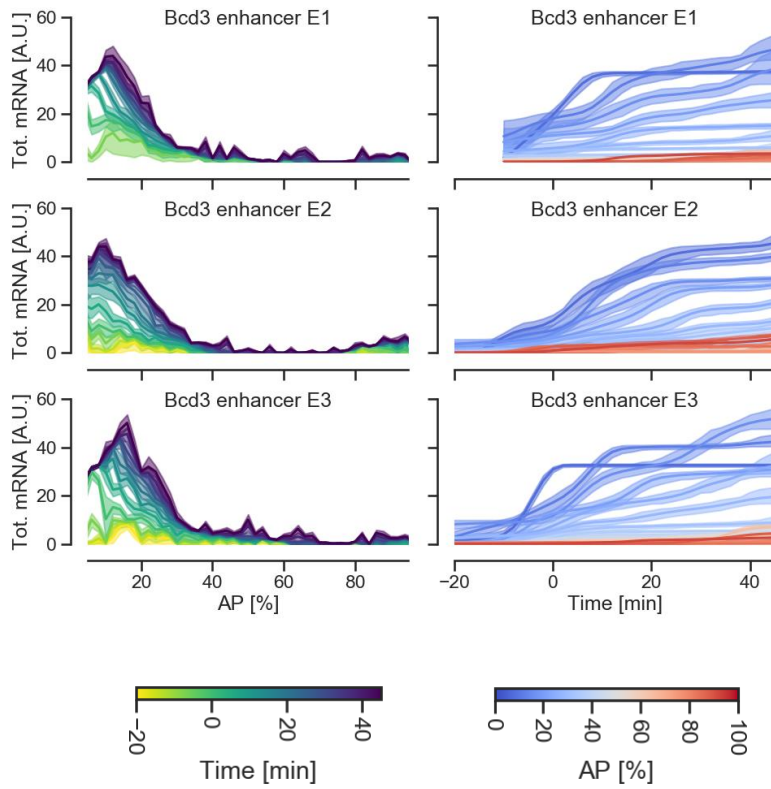 Bcd3 enhancer E1
Bcd3 enhancer E1
Tot. mRNA [A.U.]
60
40
20
0
Bcd3 enhancer E2
Bcd3 enhancer E2
Tot. mRNA [A.U.]
60
40
20
0
Bcd3 enhancer E3
Bcd3 enhancer E3
Tot. mRNA [A.U.]
60
40
20
0
20 40 60 80
−20 0 20 40
AP [%]
Time [min]
−20 0 20 40
0 20 40 60 80 100
Time [min]
AP [%]